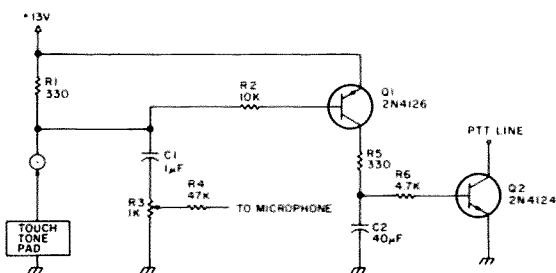 +13V
R1
330
R2
10K
Q1
2N4126
PTT LINE
C1
1µF
R5
330
R6
4.7K
Q2
2N4124
R3
1K
R4
47K
TO MICROPHONE
C2
40µF
TOUCH
TONE
PAD